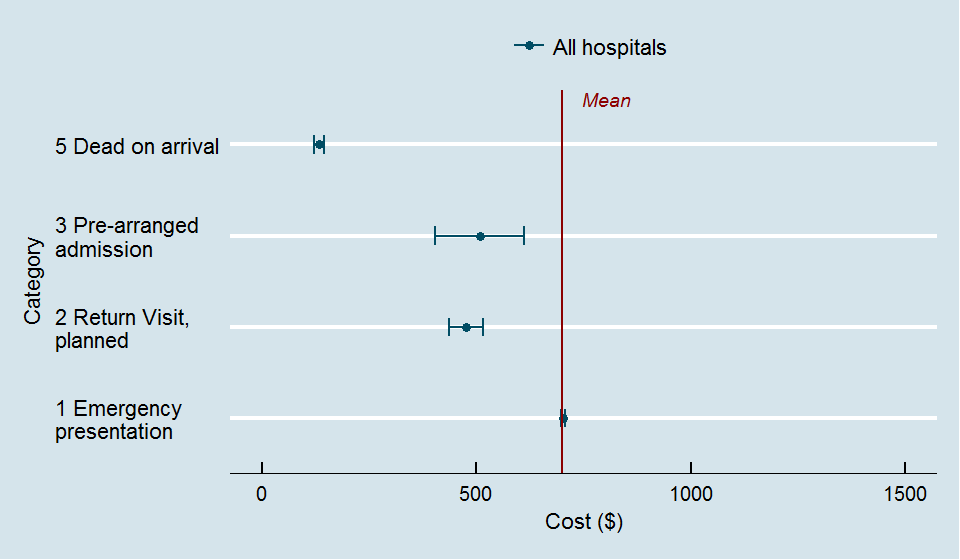 All hospitals
Mean
5 Dead on arrival
3 Pre-arranged
admission
2 Return Visit,
planned
1 Emergency
presentation
Category
0 500 1000 1500
Cost ($)